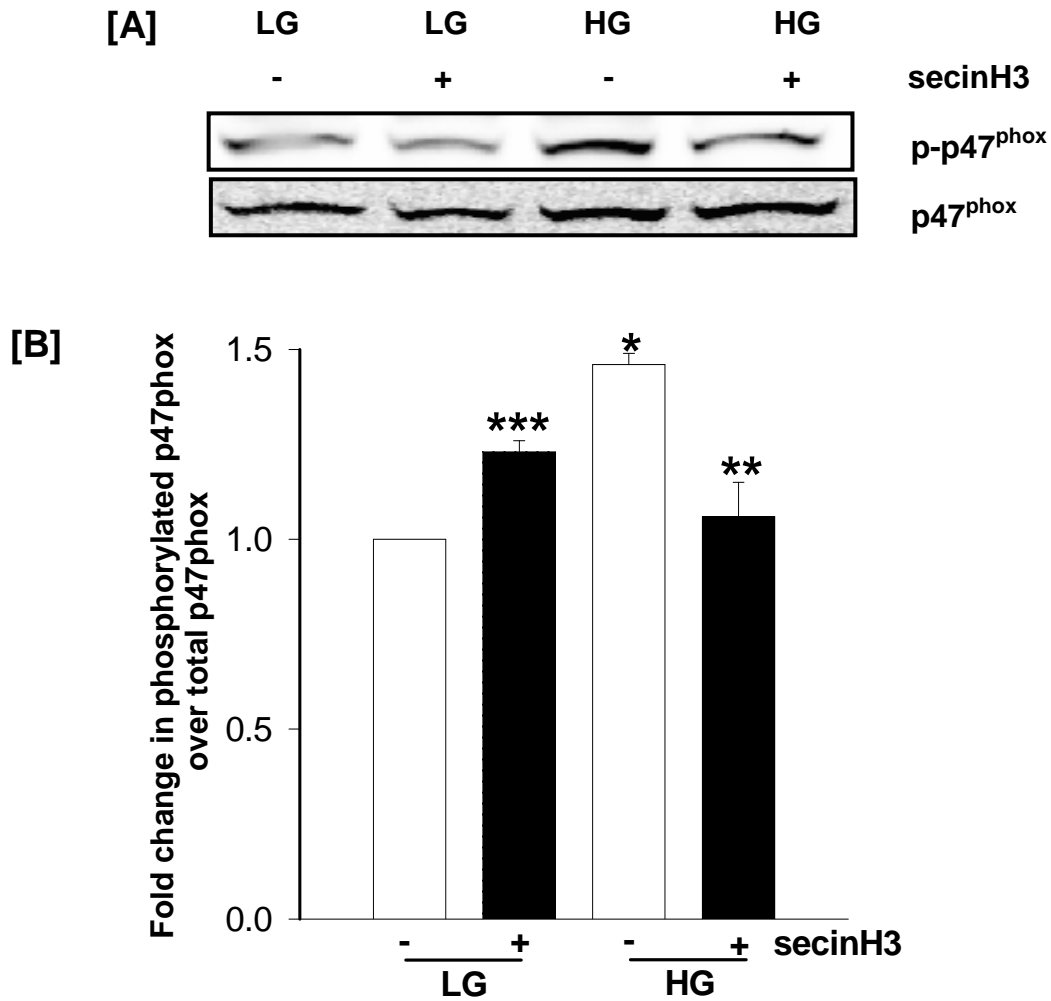 [A] LG LG HG HG
- + - + secinH3
p-p47phox
p47phox
[B]
Fold change in phosphorylated p47phox
over total p47phox
1.5
1.0
0.5
0.0
*** * **
- + - + secinH3
LG HG